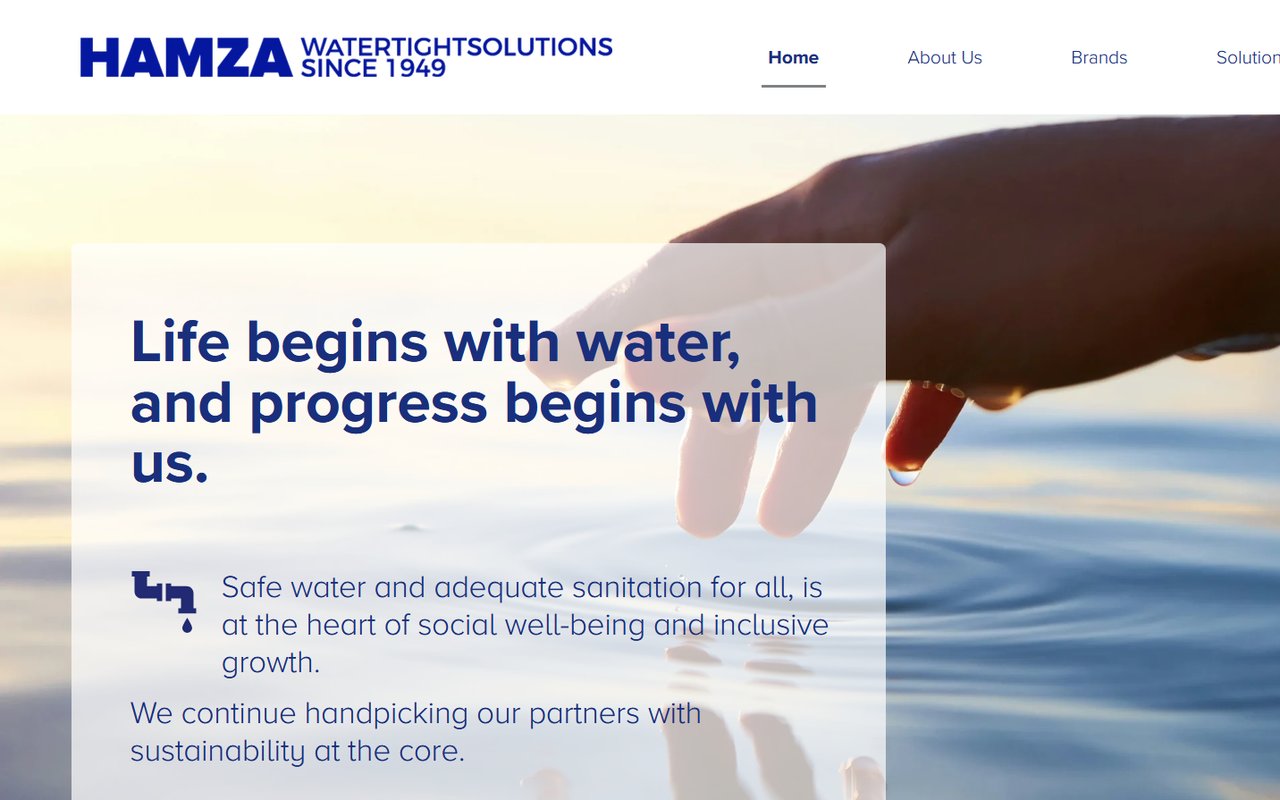 HAMZA WATERTIGHTSOLUTIONS
SINCE 1949
Home About Us Brands Solution
Life begins with water,
and progress begins with
us.
Safe water and adequate sanitation for all, is
at the heart of social well-being and inclusive
growth.
We continue handpicking our partners with
sustainability at the core.